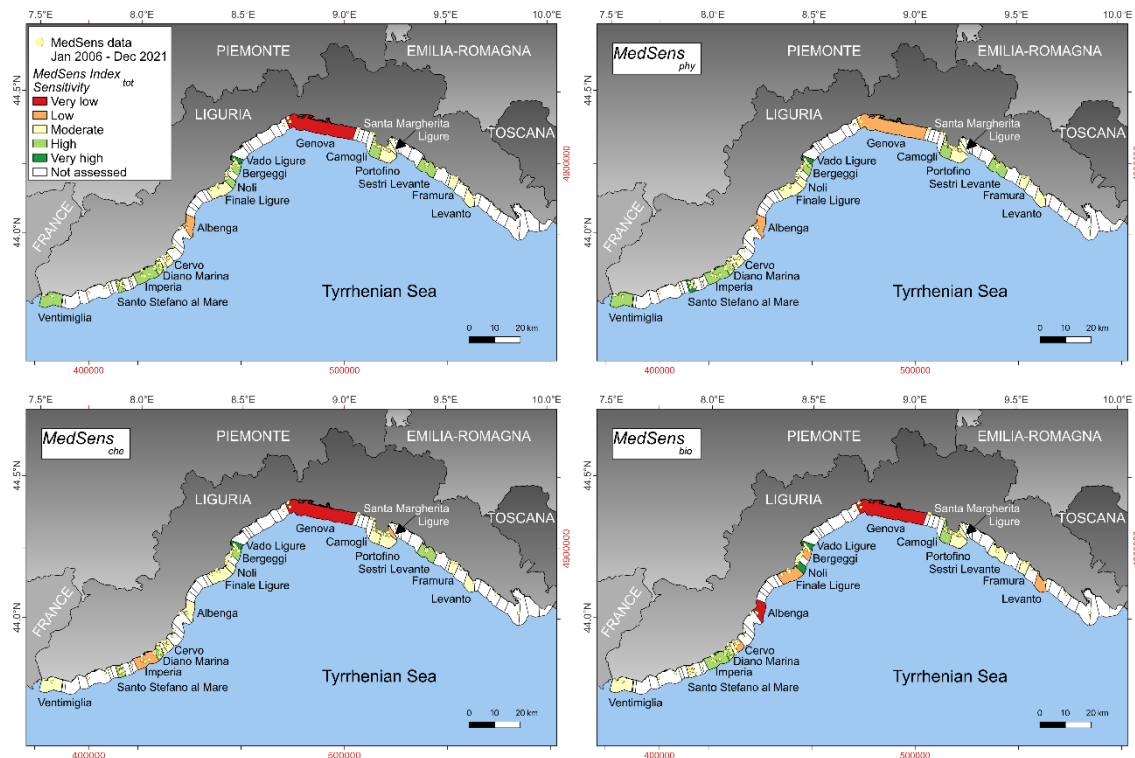 7.5°E 8.0°E 8.5°E 9.0°E 9.5°E 10.0°E
MedSens data
Jan 2006 - Dec 2021
MedSens Index tot
Sensitivity
Very low
Low
Moderate
High
Very high
Not assessed
PIEMONTE
EMILIA-ROMAGNA
LIGURIA
TOSCANA
FRANCE
44.5°N
44.0°N
4900000
Santa Margherita
Ligure
Genova
Camogli
Portofino
Sestri Levante
Framura
Levanto
Vado Ligure
Bergeggi
Noli
Finale Ligure
Albenga
Cervo
Diano Marina
Imperia
Santo Stefano al Mare
Ventimiglia
Tyrrhenian Sea
0 10 20 km
400000 500000
7.5°E 8.0°E 8.5°E 9.0°E 9.5°E 10.0°E
MedSens phy
PIEMONTE
EMILIA-ROMAGNA
LIGURIA
TOSCANA
FRANCE
44.5°N
44.0°N
4900000
Santa Margherita
Ligure
Genova
Camogli
Portofino
Sestri Levante
Framura
Levanto
Vado Ligure
Bergeggi
Noli
Finale Ligure
Albenga
Cervo
Diano Marina
Imperia
Santo Stefano al Mare
Ventimiglia
Tyrrhenian Sea
0 10 20 km
400000 500000
7.5°E 8.0°E 8.5°E 9.0°E 9.5°E 10.0°E
MedSens che
PIEMONTE
EMILIA-ROMAGNA
LIGURIA
TOSCANA
FRANCE
44.5°N
44.0°N
4900000
Santa Margherita
Ligure
Genova
Camogli
Portofino
Sestri Levante
Framura
Levanto
Vado Ligure
Bergeggi
Noli
Finale Ligure
Albenga
Cervo
Diano Marina
Imperia
Santo Stefano al Mare
Ventimiglia
Tyrrhenian Sea
0 10 20 km
400000 500000
7.5°E 8.0°E 8.5°E 9.0°E 9.5°E 10.0°E
MedSens bio
PIEMONTE
EMILIA-ROMAGNA
LIGURIA
TOSCANA
FRANCE
44.5°N
44.0°N
4900000
Santa Margherita
Ligure
Genova
Camogli
Portofino
Sestri Levante
Framura
Levanto
Vado Ligure
Bergeggi
Noli
Finale Ligure
Albenga
Cervo
Diano Marina
Imperia
Santo Stefano al Mare
Ventimiglia
Tyrrhenian Sea
0 10 20 km
400000 500000